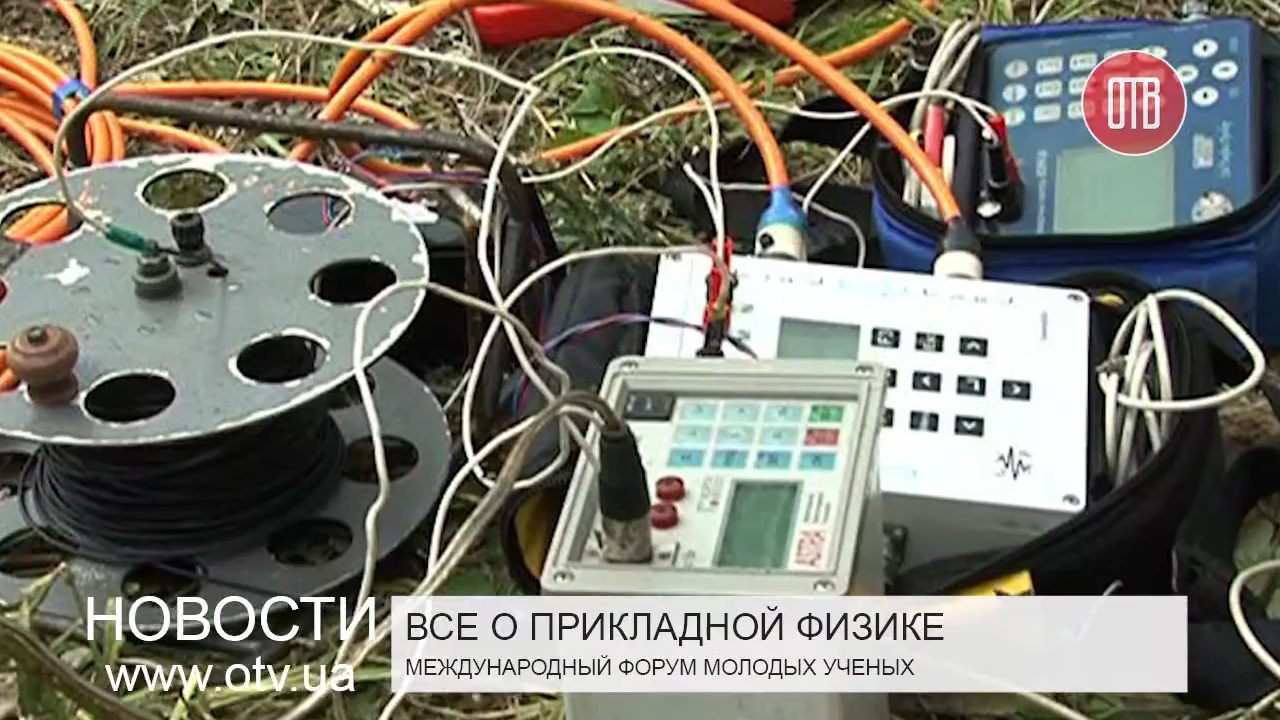 ОТВ
НОВОСТИ
www.otv.ua
ВСЕ О ПРИКЛАДНОЙ ФИЗИКЕ
МЕЖДУНАРОДНЫЙ ФОРУМ МОЛОДЫХ УЧЕНЫХ